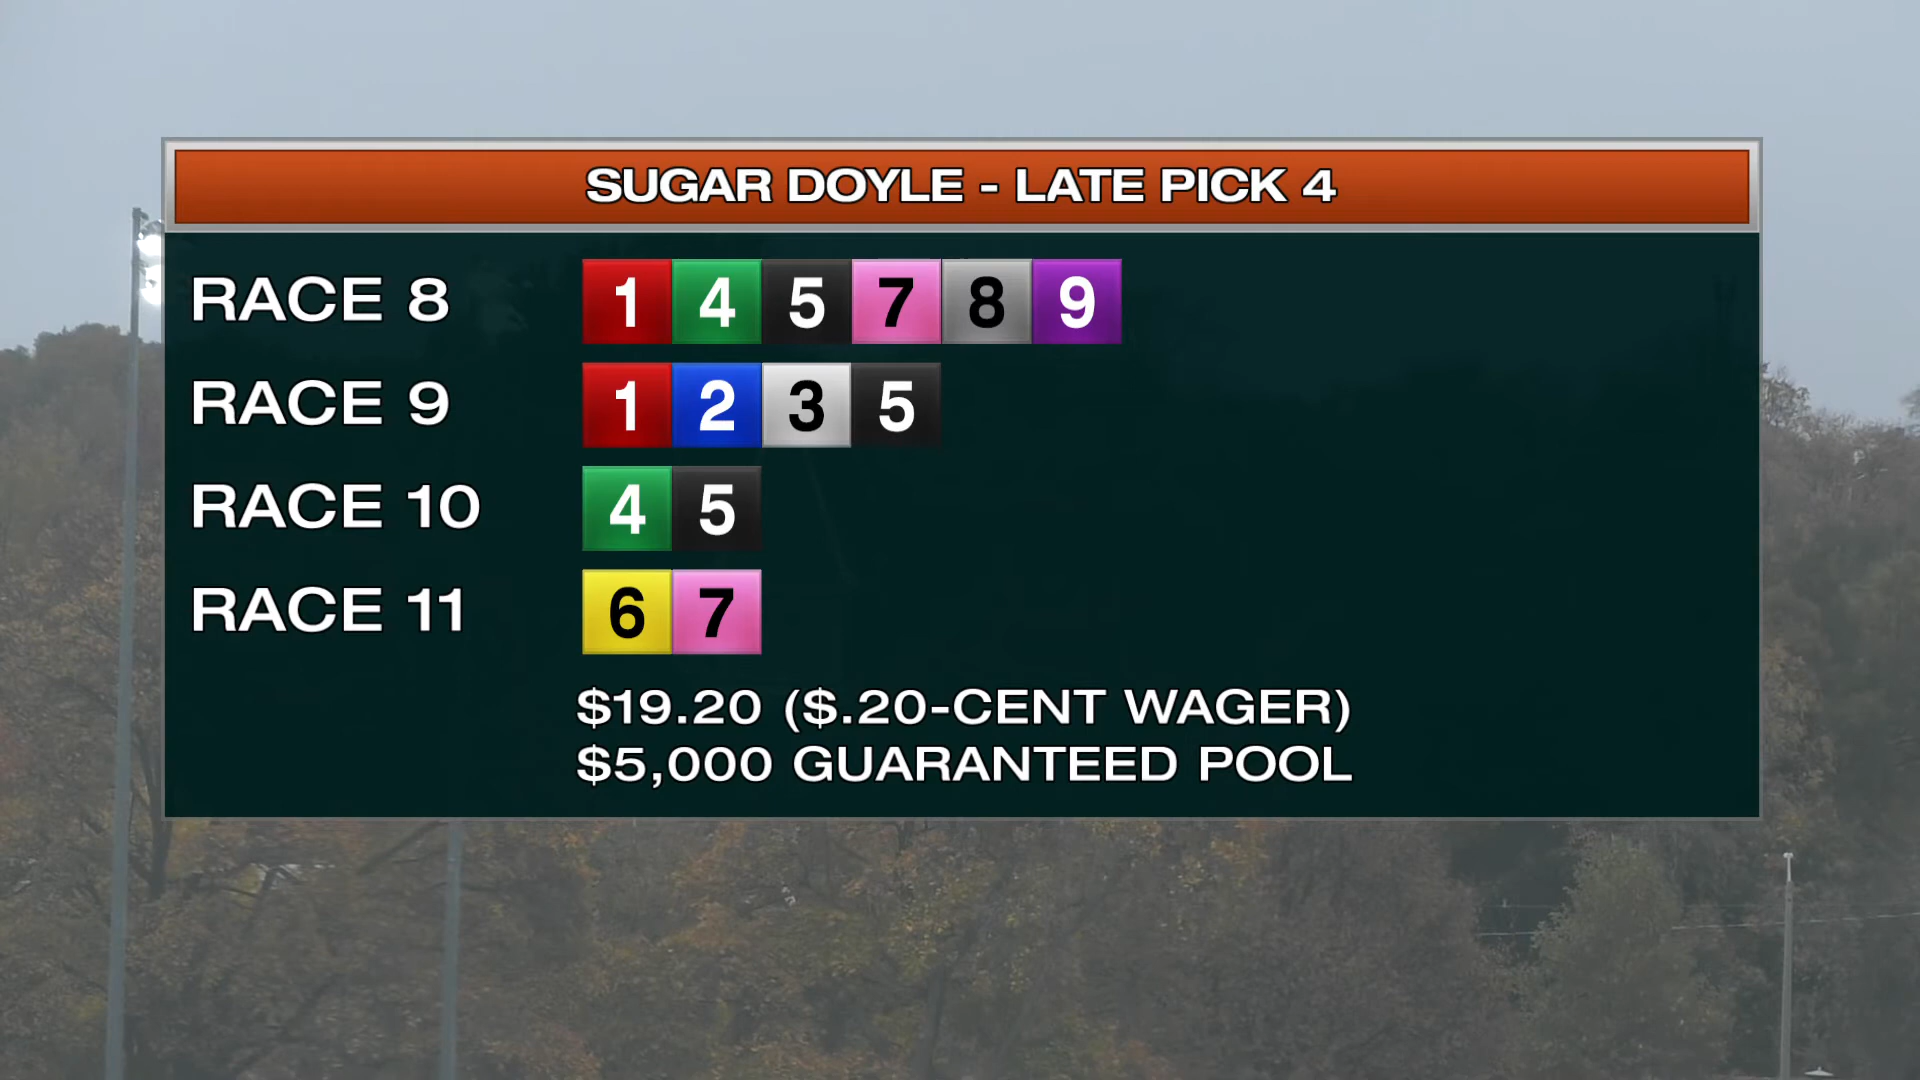 SUGAR DOYLE - LATE PICK 4
RACE 8 1 4 5 7 8 9
RACE 9 1 2 3 5
RACE 10 4 5
RACE 11 6 7
$19.20 ($.20-CENT WAGER)
$5,000 GUARANTEED POOL